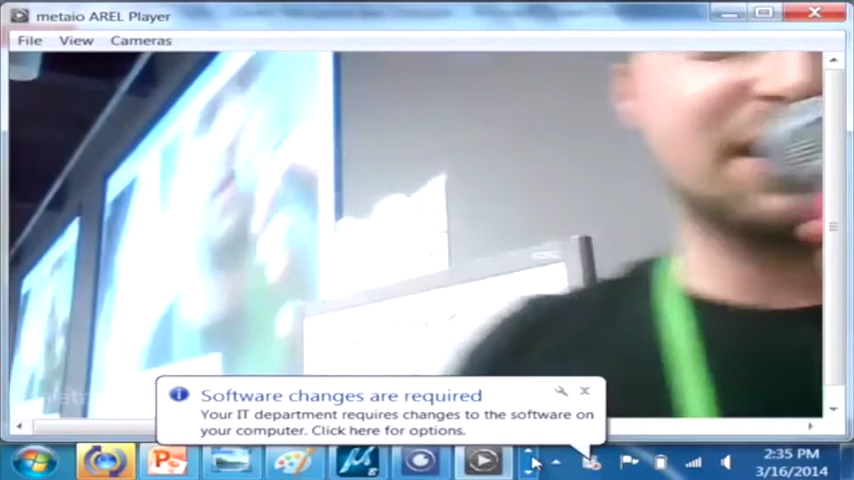 metaio AREL Player
File View Cameras
Software changes are required
Your IT department requires changes to the software on
your computer. Click here for options.
2:35 PM
3/16/2014